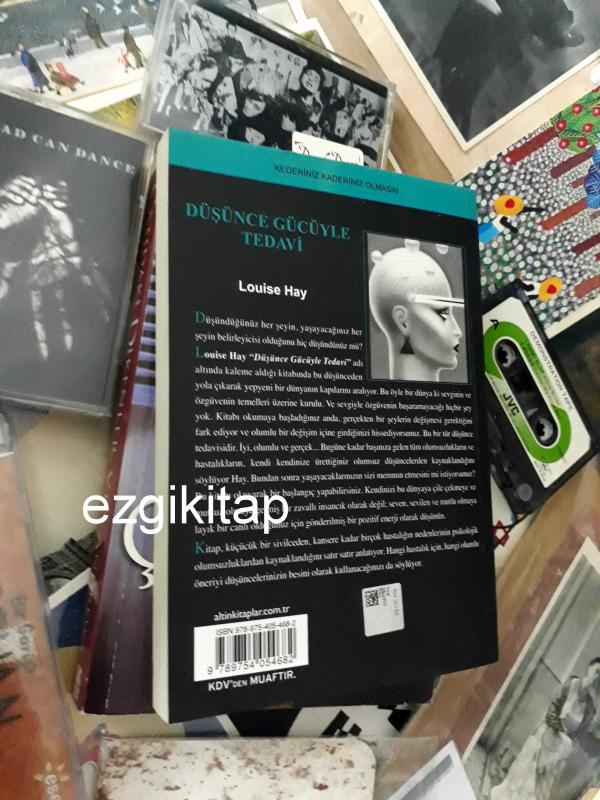 AD CAN DANCE
KEDERİNİZ KADERİNİZ OLMASIN...
DÜŞÜNCE GÜCÜYLE
TEDAVİ
Louise Hay
Düşündüğünüz her şeyin, yaşayacağınız her
şeyin belirleyicisi olduğunu hiç düşündünüz mü?
Louise Hay "Düşünce Gücüyle Tedavi" adı
altında kaleme aldığı kitabında bu düşünceden
yola çıkarak yepyeni bir dünyanın kapılarını aralıyor. Bu öyle bir dünya ki sevginin ve
özgüvenin temelleri üzerine kurulu. Ve sevgiyle özgüvenin başaramayacağı hiçbir şey
yok. Kitabı okumaya başladığınız anda, gerçekten bir şeylerin değişmesi gerektiğini
fark ediyor ve olumlu bir değişim içine girdiğinizi hissediyorsunuz. Bu bir tür düşünce
tedavisidir. İyi, olumlu ve gerçek... Bugüne kadar başınıza gelen tüm olumsuzlukların ve
hastalıkların, kendi kendinize ürettiğiniz olumsuz düşüncelerden kaynaklandığını
söylüyor Hay. Bundan sonra yaşayacaklarınızın sizi memnun etmesini mi istiyorsunuz?
bir başlangıç yapabilirsiniz. Kendinizi bu dünyaya çile çekmeye ve
zavallı insancık olarak değil; seven, sevilen ve mutlu olmaya
layık bir canlı olduğunuz için gönderilmiş bir pozitif enerji olarak düşünün.
Kitap, küçücük bir sivilceden, kansere kadar birçok hastalığın nedenlerinin psikolojik
olumsuzluklardan kaynaklandığını satır satır anlatıyor. Hangi hastalık için, hangi olumlu
öneriyi düşüncelerinizin besini olarak kullanacağınızı da söylüyor.
ezgikitap
altinkitaplar.com.tr
ISBN 978-975-405-468-2
9 789754 054682
KDV'DEN MUAFTIR.
A
DEMONSTRATION TAPE
JVC